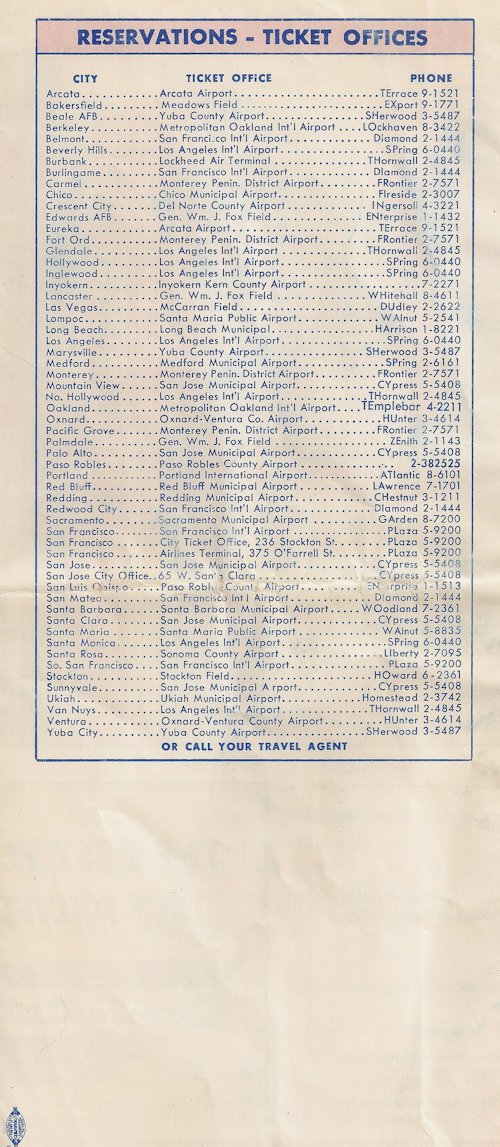 RESERVATIONS - TICKET OFFICES
CITY TICKET OFFICE PHONE
Arcata..........Arcata Airport..........................TErrace 9-1521
Bakersfield..........Meadows Field..........................EXport 9-1771
Beale AFB..........Yuba County Airport..................SHerwood 3-5487
Berkeley............Metropolitan Oakland Int'l Airport....LOckhaven 8-3422
Belmont............San Francisco Int'l Airport...............DIamond 2-1444
Beverly Hills........Los Angeles Int'l Airport..................SPring 6-0440
Burbank............Lockheed Air Terminal.................THornwall 2-4845
Burlingame.........San Francisco Int'l Airport...............DIamond 2-1444
Carmel.............Monterey Penin. District Airport........FRontier 2-7571
Chico...............Chico Municipal Airport................FIreside 2-3007
Crescent City.......Del Norte County Airport..............INgersoll 4-3221
Edwards AFB......Gen. Wm. J. Fox Field................ENterprise 1-1432
Eureka.............Arcata Airport..........................TErrace 9-1521
Fort Ord............Monterey Penin. District Airport........FRontier 2-7571
Glendale...........Los Angeles Int'l Airport...............THornwall 2-4845
Hollywood..........Los Angeles Int'l Airport..................SPring 6-0440
Inglewood..........Los Angeles Int'l Airport..................SPring 6-0440
Inyokern............Inyokern Kern County Airport.................7-2271
Lancaster...........Gen. Wm. J. Fox Field................WHitehall 8-4611
Las Vegas..........McCarran Field..........................DUdley 2-2622
Lompoc.............Santa Maria Public Airport..............WAlnut 5-2541
Long Beach.........Long Beach Municipal..................HArrison 1-8221
Los Angeles.........Los Angeles Int'l Airport..................SPring 6-0440
Marysville..........Yuba County Airport..................SHerwood 3-5487
Medford............Medford Municipal Airport................SPring 2-6161
Monterey...........Monterey Penin. District Airport........FRontier 2-7571
Mountain View......San Jose Municipal Airport..............CYpress 5-5408
No. Hollywood......Los Angeles Int'l Airport...............THornwall 2-4845
Oakland............Metropolitan Oakland Int'l Airport....TEmplebar 4-2211
Oxnard.............Oxnard-Ventura Co. Airport.............HUnter 3-4614
Pacific Grove.......Monterey Penin. District Airport........FRontier 2-7571
Palmdale...........Gen. Wm. J. Fox Field...................ZEnith 2-1143
Palo Alto...........San Jose Municipal Airport..............CYpress 5-5408
Paso Robles........Paso Robles County Airport............... 2-382525
Portland............Portland International Airport............ATlantic 8-6101
Red Bluff...........Red Bluff Municipal Airport............LAwrence 7-1701
Redding............Redding Municipal Airport.............CHestnut 3-1211
Redwood City......San Francisco Int'l Airport...............DIamond 2-1444
Sacramento.........Sacramento Municipal Airport...........GArden 8-7200
San Francisco......San Francisco Int'l Airport..................PLaza 5-9200
San Francisco......City Ticket Office, 236 Stockton St..........PLaza 5-9200
San Francisco......Airlines Terminal, 375 O'Farrell St..........PLaza 5-9200
San Jose...........San Jose Municipal Airport..............CYpress 5-5408
San Jose City Office..65 W. Santa Clara....................CYpress 5-5408
San Luis Obispo....Paso Robles County Airport............ENterprise 1-1513
San Mateo.........San Francisco Int'l Airport...............DIamond 2-1444
Santa Barbara......Santa Barbara Municipal Airport......WOodland 7-2361
Santa Clara........San Jose Municipal Airport..............CYpress 5-5408
Santa Maria........Santa Maria Public Airport..............WAlnut 5-8835
Santa Monica......Los Angeles Int'l Airport..................SPring 6-0440
Santa Rosa.........Sonoma County Airport..................LIberty 2-7095
So. San Francisco...San Francisco Int'l Airport..................PLaza 5-9200
Stockton............Stockton Field..........................HOward 6-2361
Sunnyvale..........San Jose Municipal Airport..............CYpress 5-5408
Ukiah..............Ukiah Municipal Airport..............HOmestead 2-3742
Van Nuys..........Los Angeles Int'l Airport...............THornwall 2-4845
Ventura............Oxnard-Ventura County Airport..........HUnter 3-4614
Yuba City..........Yuba County Airport..................SHerwood 3-5487
OR CALL YOUR TRAVEL AGENT